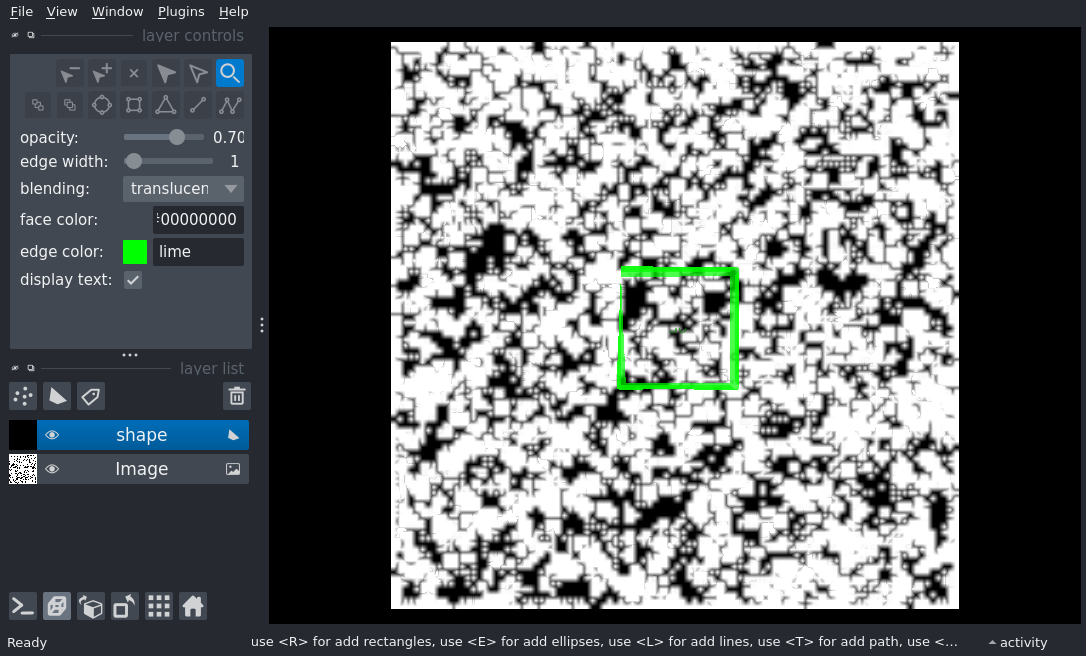 File View Window Plugins Help
layer controls
opacity: 0.70
edge width: 1
blending: translucen
face color: 00000000
edge color: lime
display text:
layer list
shape
Image
Ready use <R> for add rectangles, use <E> for add ellipses, use <L> for add lines, use <T> for add path, use <... activity